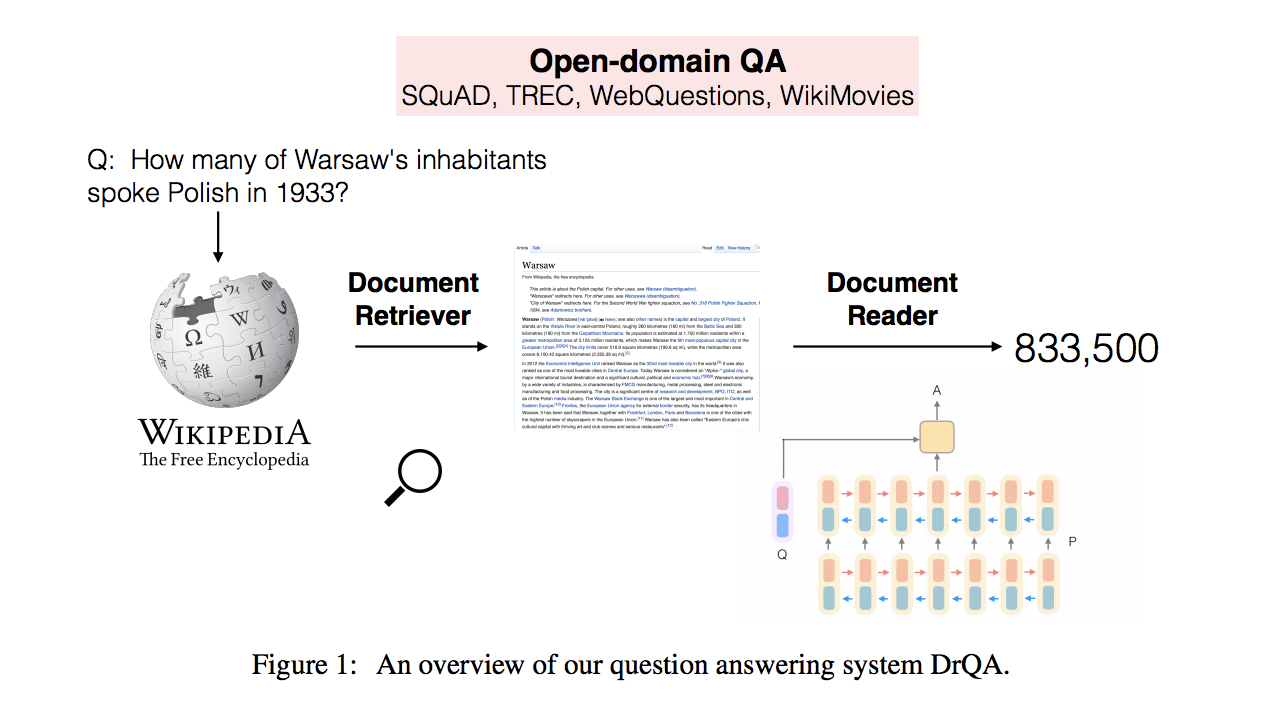 Open-domain QA
SQuAD, TREC, WebQuestions, WikiMovies
Q: How many of Warsaw's inhabitants
spoke Polish in 1933?
Document
Retriever
Document
Reader
833,500
Ω
W
И
維
ウィ
7
WIKIPEDIA
The Free Encyclopedia
Article Talk
Read Edit View history
Warsaw
From Wikipedia, the free encyclopedia
This article is about the Polish capital. For other uses, see Warsaw (disambiguation).
"Warszawa" redirects here. For other uses, see Warszawa (disambiguation).
"City of Warsaw" redirects here. For the Second World War fighter squadron, see No. 316 Polish Fighter Squadron.
1934, see Adamowicz brothers.
stands on the Vistula River in east-central Poland, roughly 260 kilometres (160 mi) from the Baltic Sea and 300
kilometres (190 mi) from the Carpathian Mountains. Its population is estimated at 1.750 million residents within a
greater metropolitan area of 3.105 million residents, which makes Warsaw the 9th most-populous capital city in the
European Union. The city limits cover 516.9 square kilometres (199.6 sq mi), while the metropolitan area
covers 6,100.43 square kilometres (2,355.39 sq mi).
In 2012 the Economist Intelligence Unit ranked Warsaw as the 32nd most liveable city in the world. It was also
ranked as one of the most liveable cities in Central Europe. Today Warsaw is considered an "Alpha–" global city, a
major international tourist destination and a significant cultural, political and economic hub. Warsaw's economy,
by a wide variety of industries, is characterised by FMCG manufacturing, metal processing, steel and electronic
manufacturing and food processing. The city is a significant centre of research and development, BPO, ITO, as well
as of the Polish media industry. The Warsaw Stock Exchange is one of the largest and most important in Central and
Eastern Europe. Frontex, the European Union agency for external border security, has its headquarters in
Warsaw. It has been said that Warsaw, together with Frankfurt, London, Paris and Barcelona is one of the cities with
the highest number of skyscrapers in the European Union. Warsaw has also been called "Eastern Europe's chic
cultural capital with thriving art and club scenes and serious restaurants".
A
Q
P
Figure 1: An overview of our question answering system DrQA.